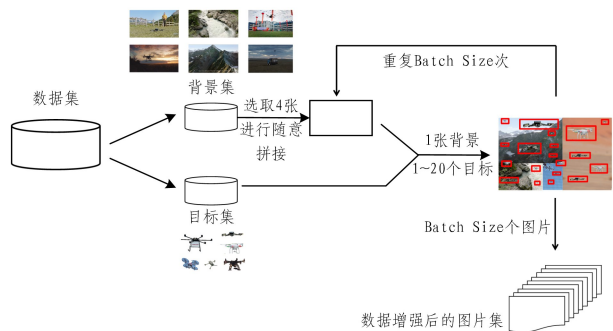 重复Batch Size次
数据集
背景集
选取4张
进行随意
拼接
1张背景
1~20个目标
目标集
Batch Size个图片
数据增强后的图片集